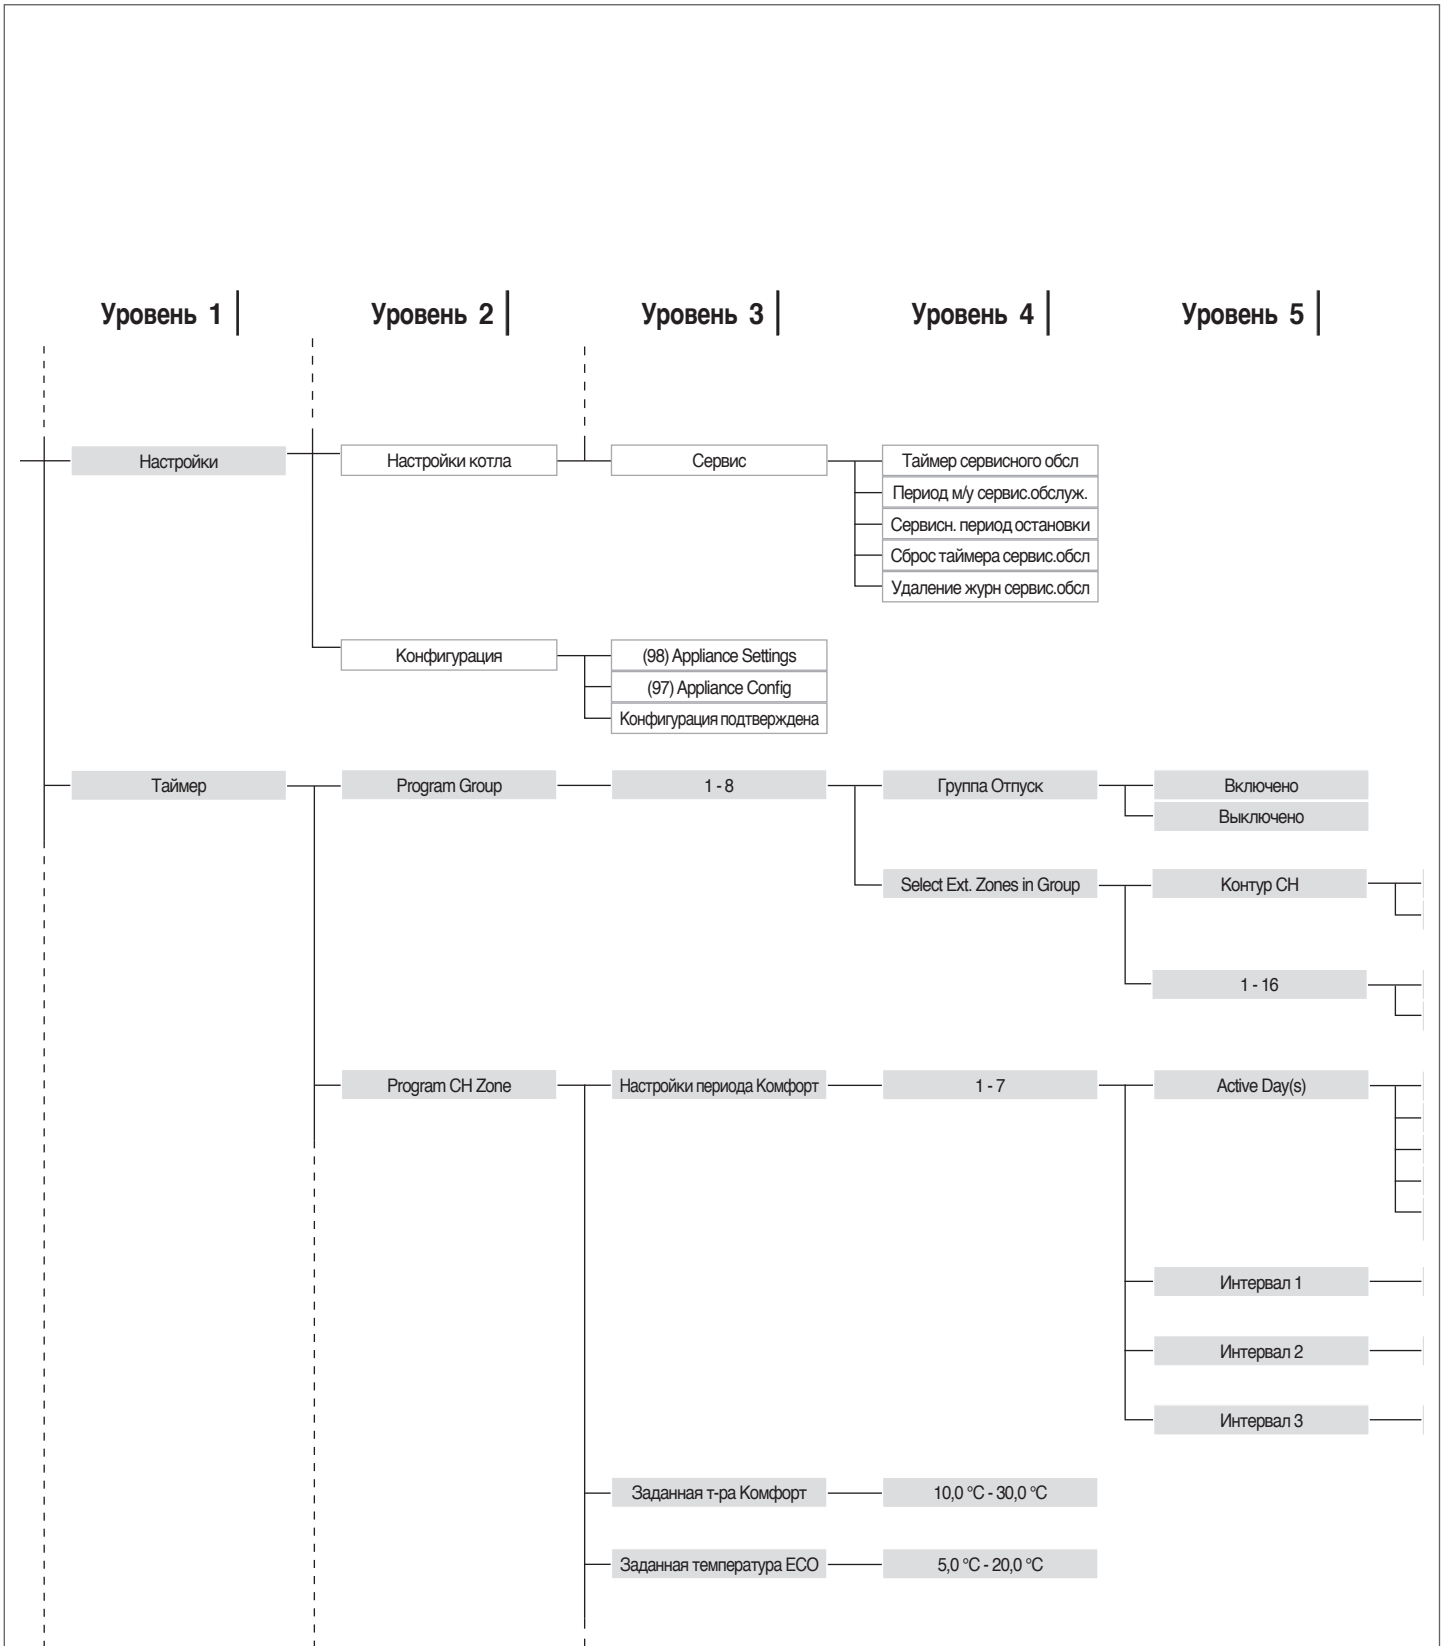 Уровень 1
Уровень 2
Уровень 3
Уровень 4
Уровень 5
Настройки
Настройки котла
Сервис
Таймер сервисного обсл
Период м/у сервис.обслуж.
Сервисн. период остановки
Сброс таймера сервис.обсл
Удаление журн сервис.обсл
Конфигурация
(98) Appliance Settings
(97) Appliance Config
Конфигурация подтверждена
Таймер
Program Group
1 - 8
Группа Отпуск
Включено
Выключено
Select Ext. Zones in Group
Контур CH
1 - 16
Program CH Zone
Настройки периода Комфорт
1 - 7
Active Day(s)
Интервал 1
Интервал 2
Интервал 3
Заданная т-ра Комфорт
10,0 °C - 30,0 °C
Заданная температура ECO
5,0 °C - 20,0 °C